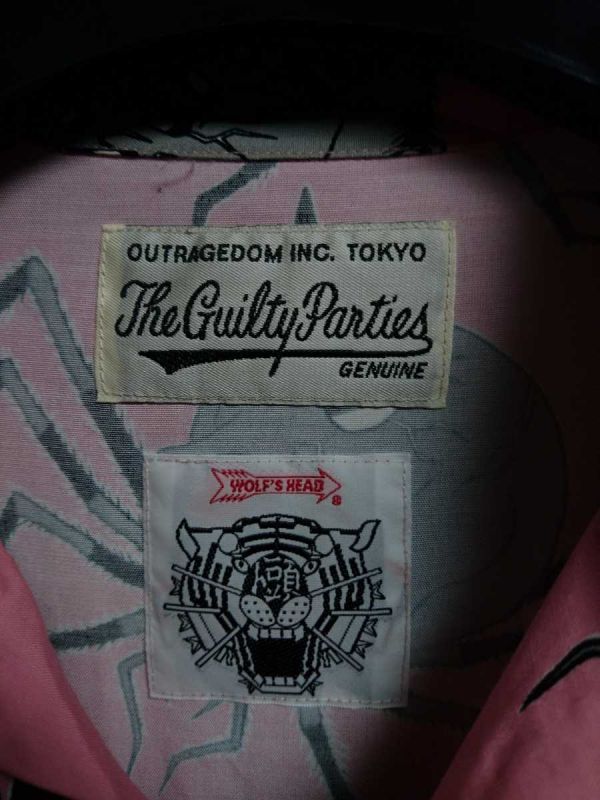 OUTRAGEDOM INC. TOKYO
The Guilty Parties
GENUINE
WOLF'S HEAD
®